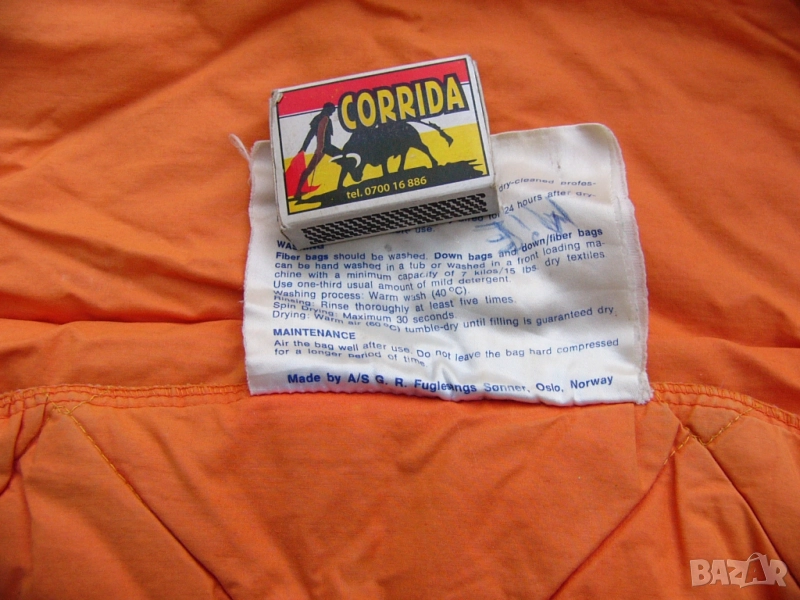 CORRIDA
tel. 0700 16 886
dry-cleaned profes-
24 hours after dry-
use.
WASHING
Fiber bags should be washed. Down bags and down/fiber bags
can be hand washed in a tub or washed in a front loading ma-
chine with a minimum capacity of 7 kilos/15 lbs. dry textiles
Use one-third usual amount of mild detergent.
Washing process: Warm wash (40 °C)
Rinsing: Rinse thoroughly at least five times.
Spin Drying: Maximum 30 seconds
Drying: Warm air (60 °C) tumble-dry until filling is guaranteed dry.
MAINTENANCE
Air the bag well after use. Do not leave the bag hard compressed
for a longer period of time.
Made by A/S G. R. Fuglesangs Sønner, Oslo, Norway
BAZAR